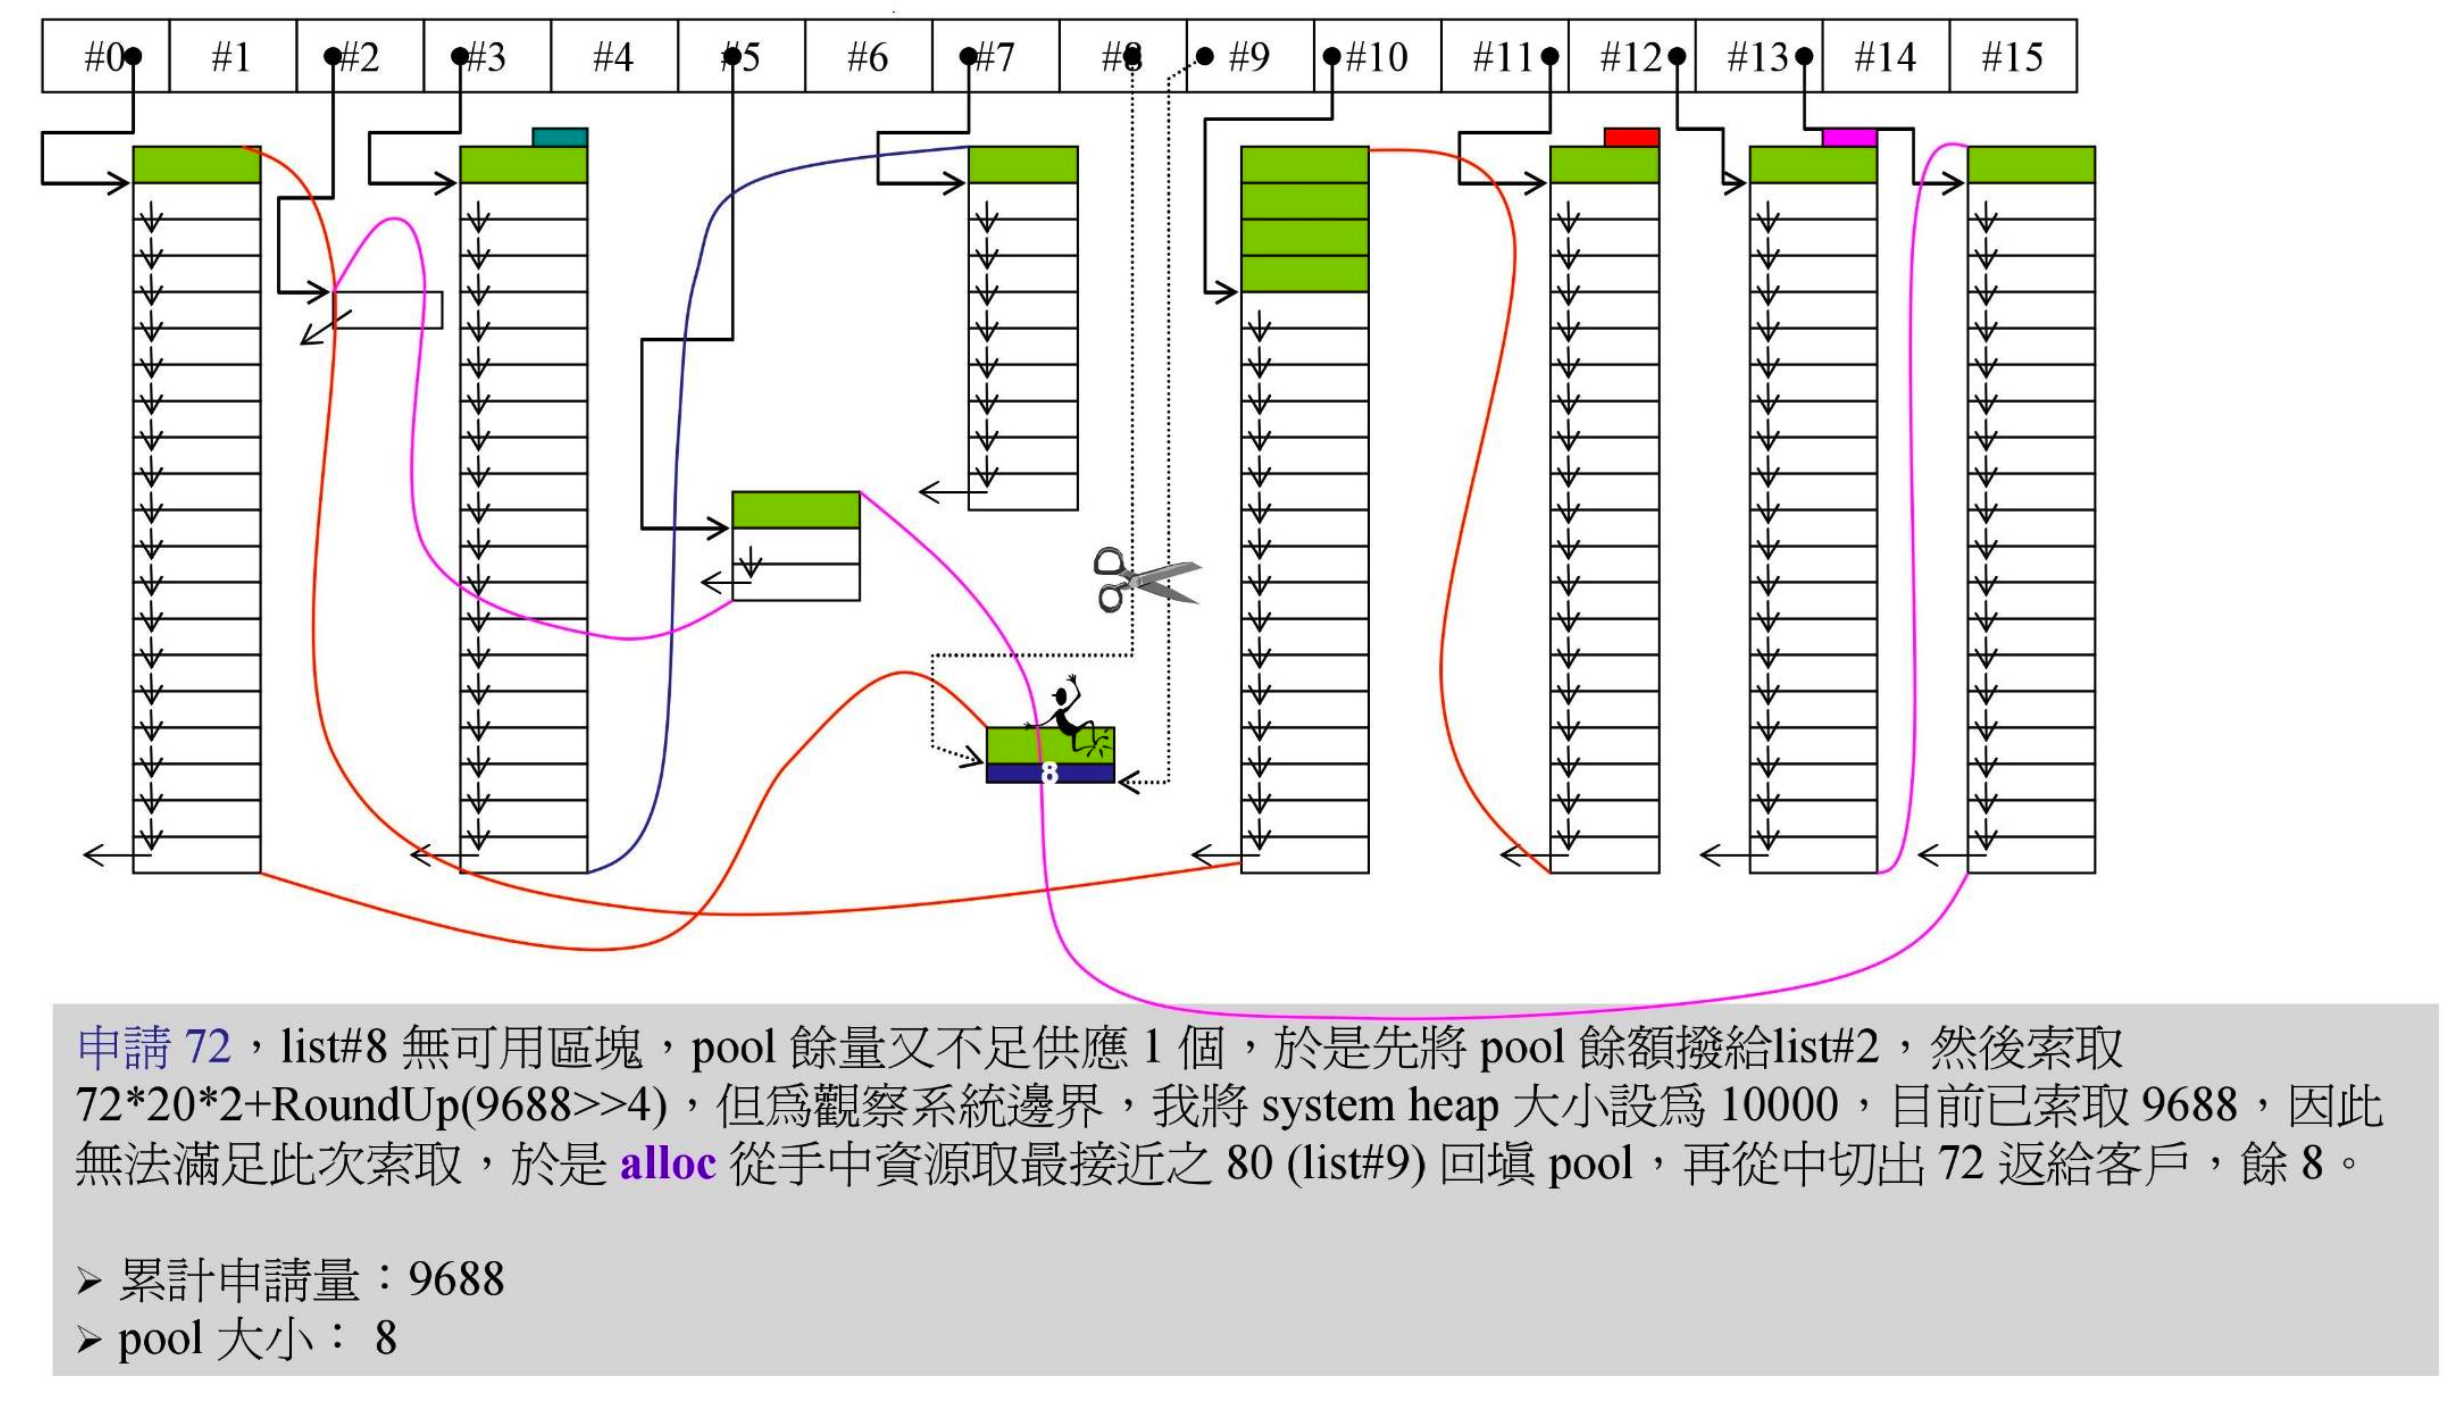 #0 #1 #2 #3 #4 #5 #6 #7 #8 #9 #10 #11 #12 #13 #14 #15
8
申請 72，list#8 無可用區塊，pool 餘量又不足供應 1 個，於是先將 pool 餘額撥給list#2，然後索取
72*20*2+RoundUp(9688>>4)，但為觀察系統邊界，我將 system heap 大小設為 10000，目前已索取 9688，因此
無法滿足此次索取，於是 alloc 從手中資源取最接近之 80 (list#9) 回填 pool，再從中切出 72 返給客戶，餘 8。
➢ 累計申請量：9688
➢ pool 大小： 8